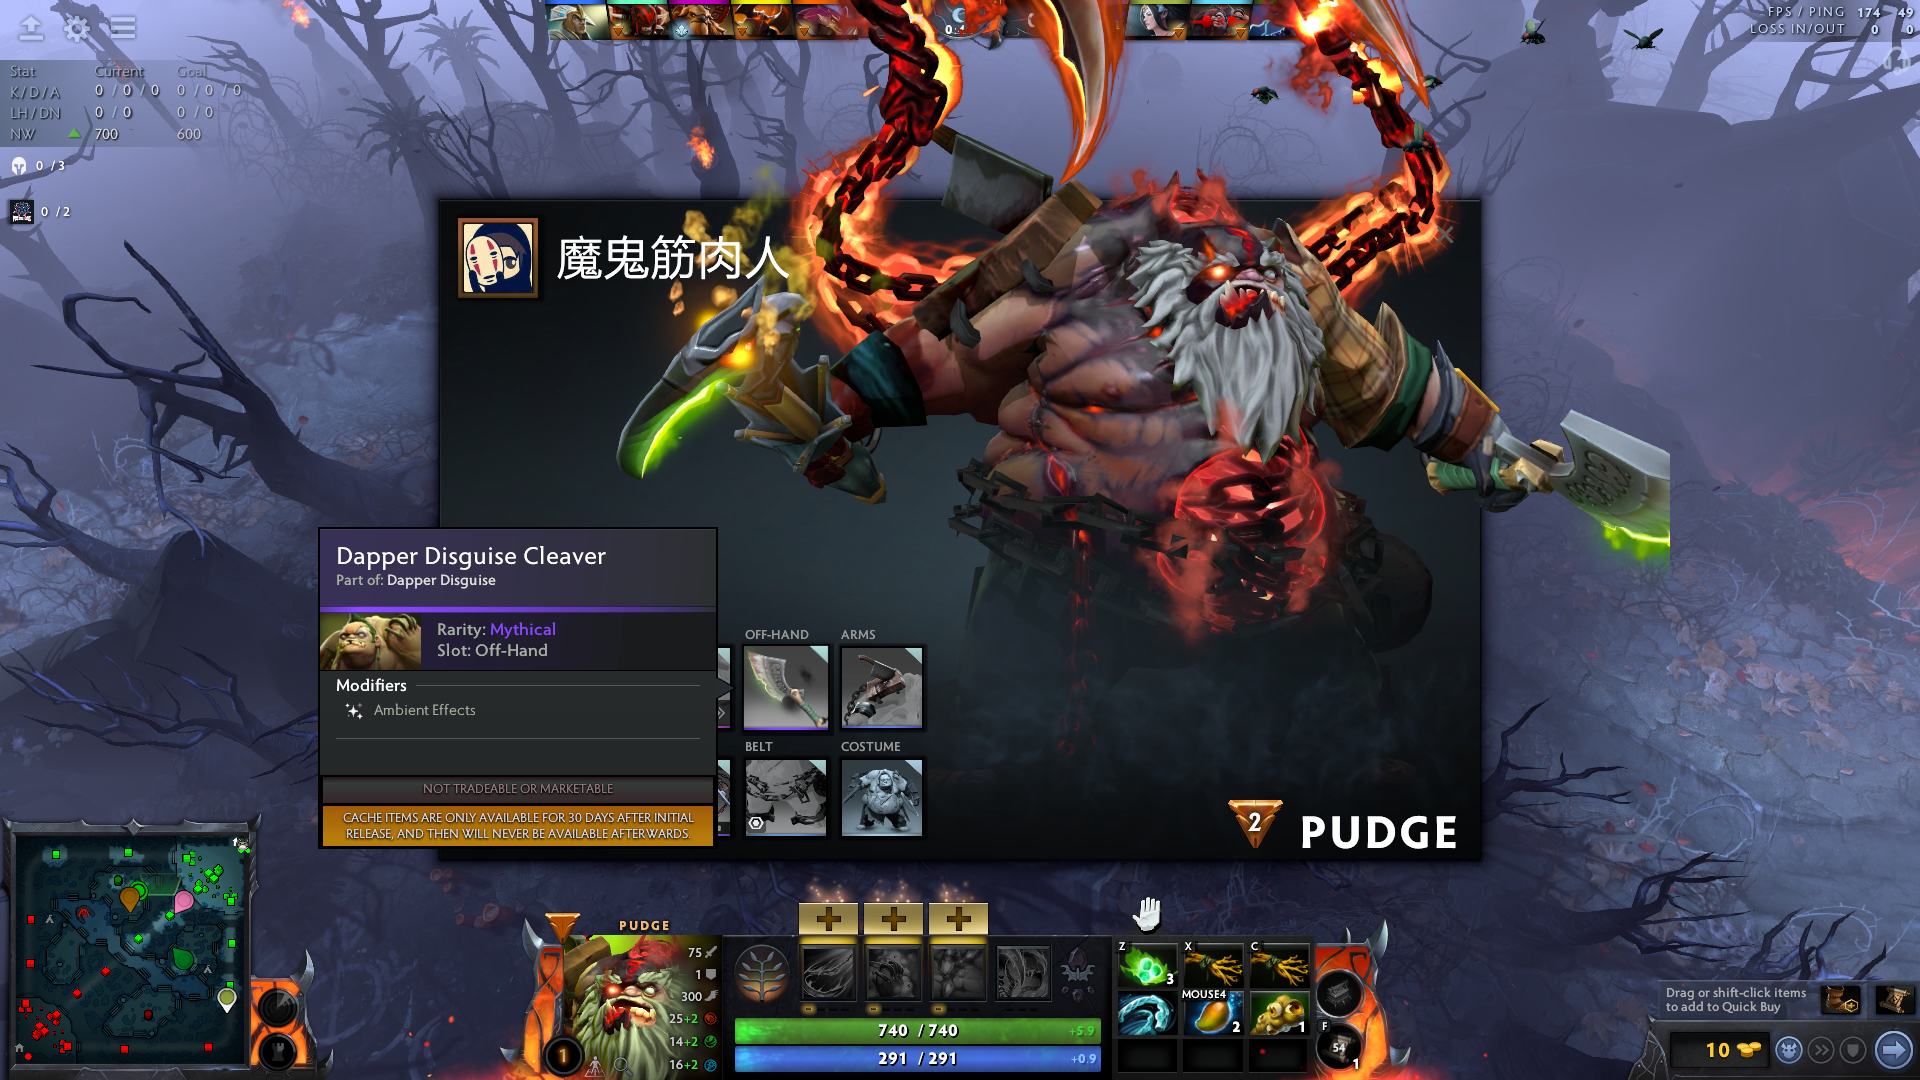 FPS / PING 174 49
LOSS IN/OUT 0 0
Stat Current Goal
K / D / A 0 / 0 / 0 0 / 0 / 0
LH / DN 0 / 0 0 / 0
NW 700 600
0 / 3
0 / 2
魔鬼筋肉人
Dapper Disguise Cleaver
Part of: Dapper Disguise
Rarity: Mythical
Slot: Off-Hand
Modifiers
Ambient Effects
NOT TRADEABLE OR MARKETABLE
CACHE ITEMS ARE ONLY AVAILABLE FOR 30 DAYS AFTER INITIAL
RELEASE, AND THEN WILL NEVER BE AVAILABLE AFTERWARDS.
OFF-HAND ARMS
BELT COSTUME
2 PUDGE
PUDGE
75
1
300
25+2
14+2
16+2
1
740 / 740 +5.9
291 / 291 +0.9
Z X C
3
MOUSE4
2 1
F
54
1
Drag or shift-click items
to add to Quick Buy
10